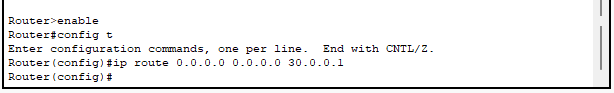 Router>enable
Router#config t
Enter configuration commands, one per line.  End with CNTL/Z.
Router(config)#ip route 0.0.0.0 0.0.0.0 30.0.0.1
Router(config)#